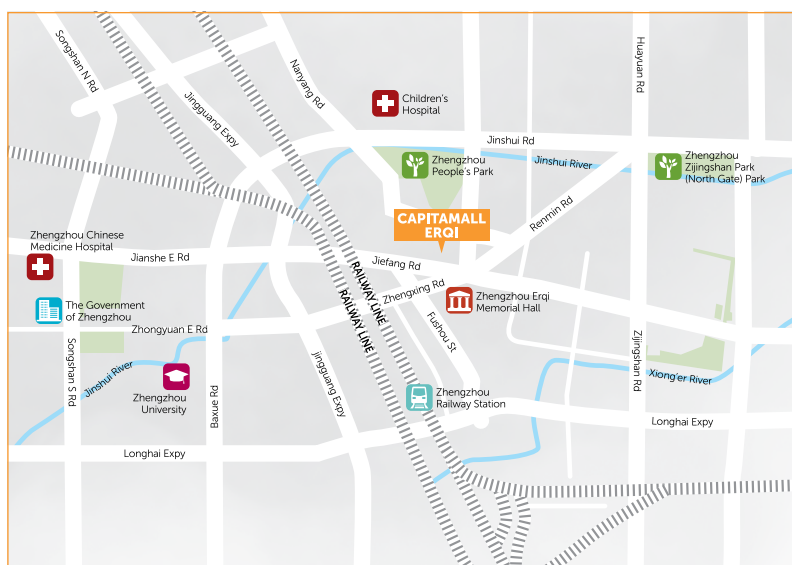 Songshan N Rd
Jingguang Expy
Nanyang Rd
Huayuan Rd
Children's
Hospital
Jinshui Rd
Zhengzhou
People's Park
Jinshui River
Zhengzhou
Zijingshan Park
(North Gate) Park
Renmin Rd
CAPITAMALL
ERQI
Zhengzhou Chinese
Medicine Hospital
Jianshe E Rd
Jiefang Rd
RAILWAY LINE
RAILWAY LINE
Zhengxing Rd
Zhengzhou Erqi
Memorial Hall
The Government
of Zhengzhou
Zhongyuan E Rd
Fushou St
Zijingshan Rd
Songshan S Rd
Jinshui River
Zhengzhou
University
Baxue Rd
jingguang Expy
Zhengzhou
Railway Station
Xiong'er River
Longhai Expy
Longhai Expy